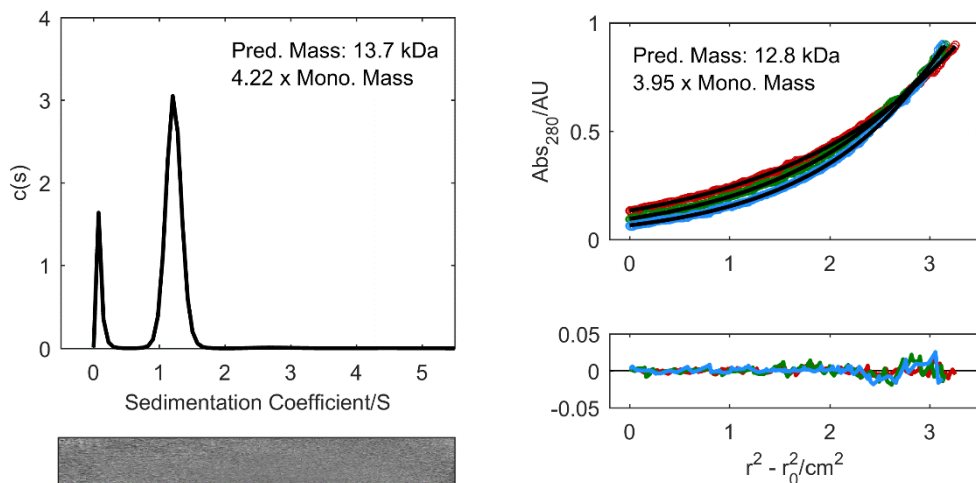 4
3
2
1
0
c(s)
Pred. Mass: 13.7 kDa
4.22 x Mono. Mass
0 1 2 3 4 5
Sedimentation Coefficient/S
1
0.5
0
Abs280/AU
Pred. Mass: 12.8 kDa
3.95 x Mono. Mass
0 1 2 3
0.05
0
-0.05
0 1 2 3
r² - r₀²/cm²